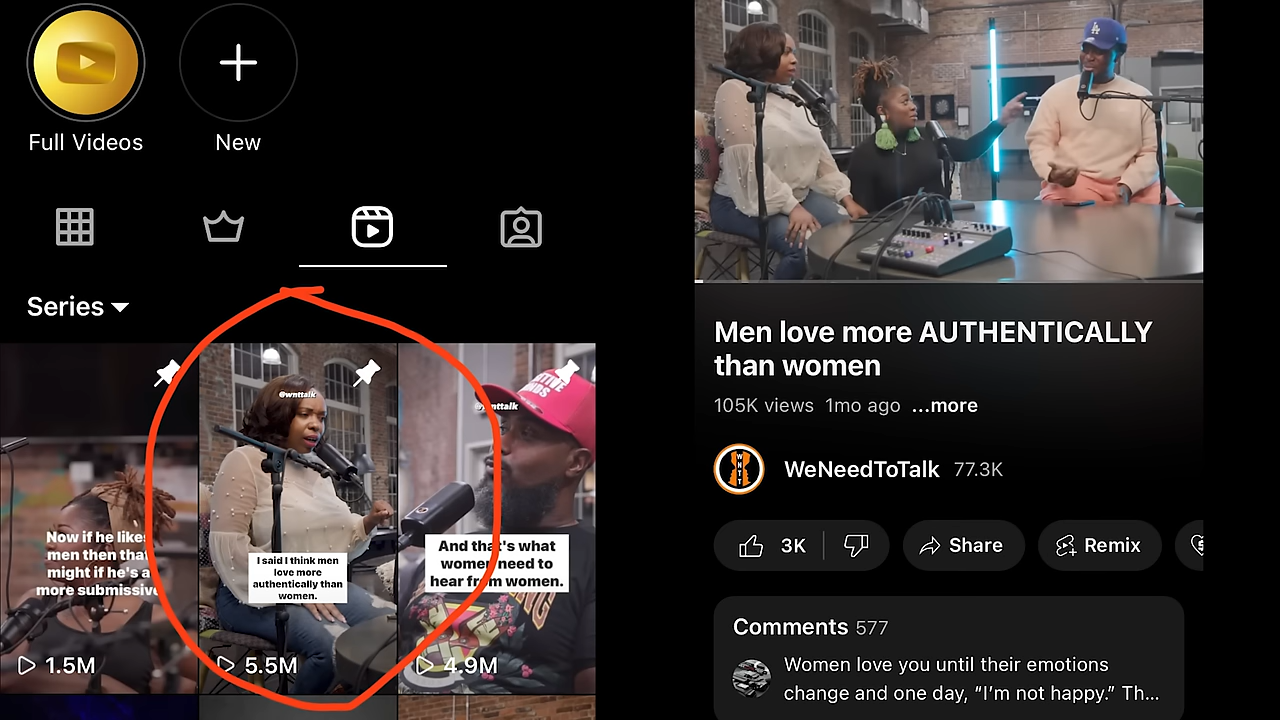 Full Videos
New
Series
@wnttalk
@wnttalk
Now if he likes
men then that
might if he's a
more submissive
I said I think men
love more
authentically than
women.
And that's what
women need to
hear from women.
1.5M
5.5M
4.9M
LA
Men love more AUTHENTICALLY
than women
105K views 1mo ago ...more
WNTT
WeNeedToTalk 77.3K
3K
Share
Remix
Comments 577
Women love you until their emotions
change and one day, “I’m not happy.” Th...